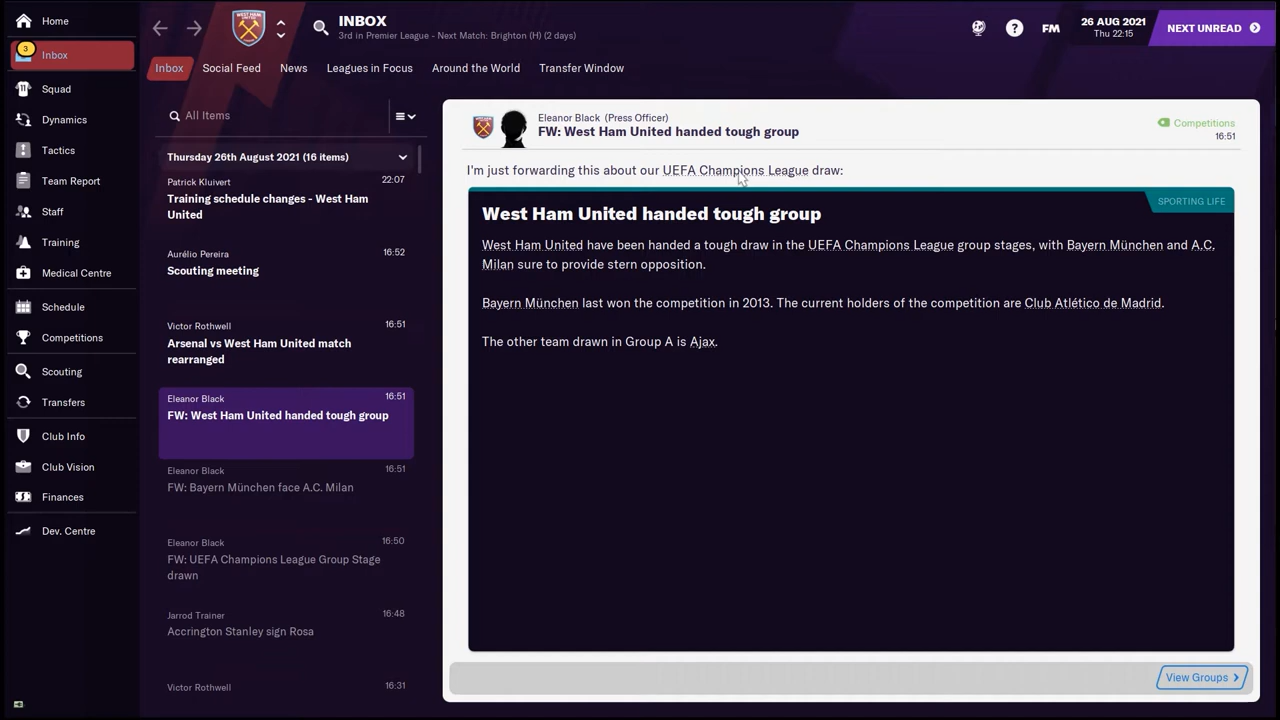 Home
3
Inbox
Squad
Dynamics
Tactics
Team Report
Staff
Training
Medical Centre
Schedule
Competitions
Scouting
Transfers
Club Info
Club Vision
Finances
Dev. Centre
INBOX
3rd in Premier League - Next Match: Brighton (H) (2 days)
? FM 26 AUG 2021
Thu 22:15
NEXT UNREAD
Inbox Social Feed News Leagues in Focus Around the World Transfer Window
All Items
Thursday 26th August 2021 (16 items)
Patrick Kluivert 22:07
Training schedule changes - West Ham
United
Aurélio Pereira 16:52
Scouting meeting
Victor Rothwell 16:51
Arsenal vs West Ham United match
rearranged
Eleanor Black 16:51
FW: West Ham United handed tough group
Eleanor Black 16:51
FW: Bayern München face A.C. Milan
Eleanor Black 16:50
FW: UEFA Champions League Group Stage
drawn
Jarrod Trainer 16:48
Accrington Stanley sign Rosa
Victor Rothwell 16:31
Eleanor Black (Press Officer)
FW: West Ham United handed tough group
Competitions
16:51
I'm just forwarding this about our UEFA Champions League draw:
SPORTING LIFE
West Ham United handed tough group
West Ham United have been handed a tough draw in the UEFA Champions League group stages, with Bayern München and A.C.
Milan sure to provide stern opposition.
Bayern München last won the competition in 2013. The current holders of the competition are Club Atlético de Madrid.
The other team drawn in Group A is Ajax.
View Groups